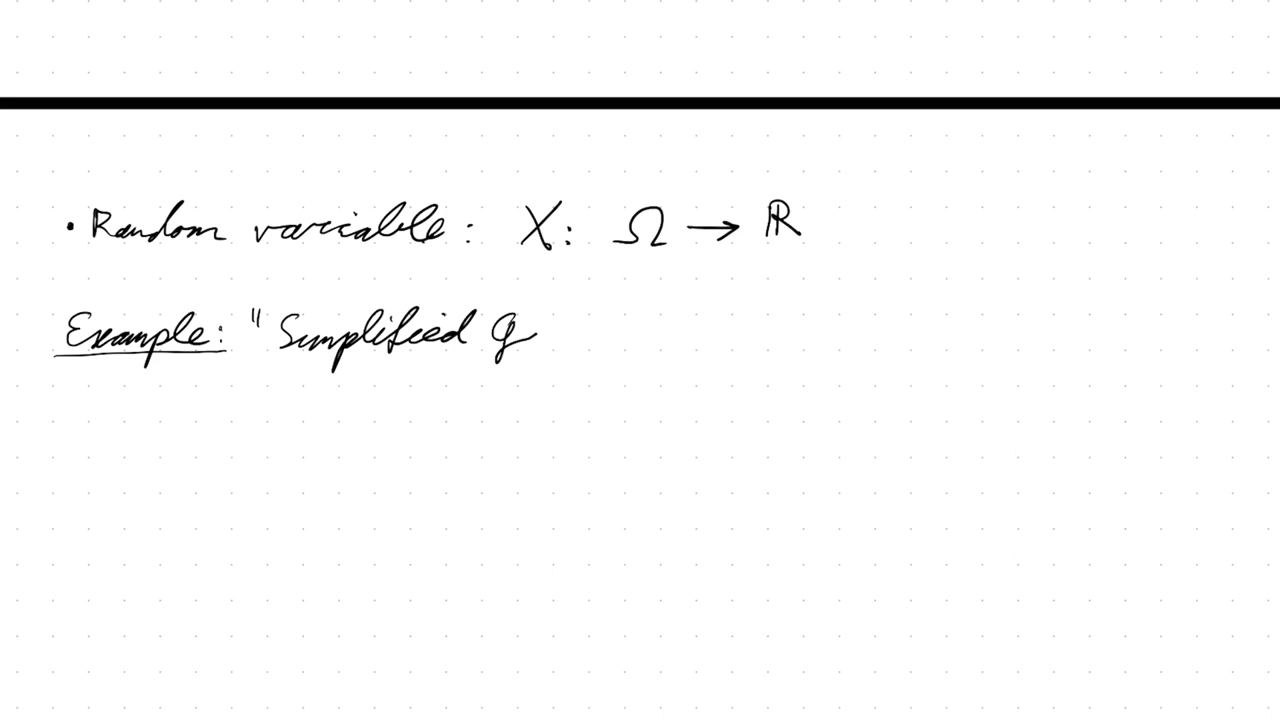 • Random variable: X: Ω → ℝ
Example: "Simplified g